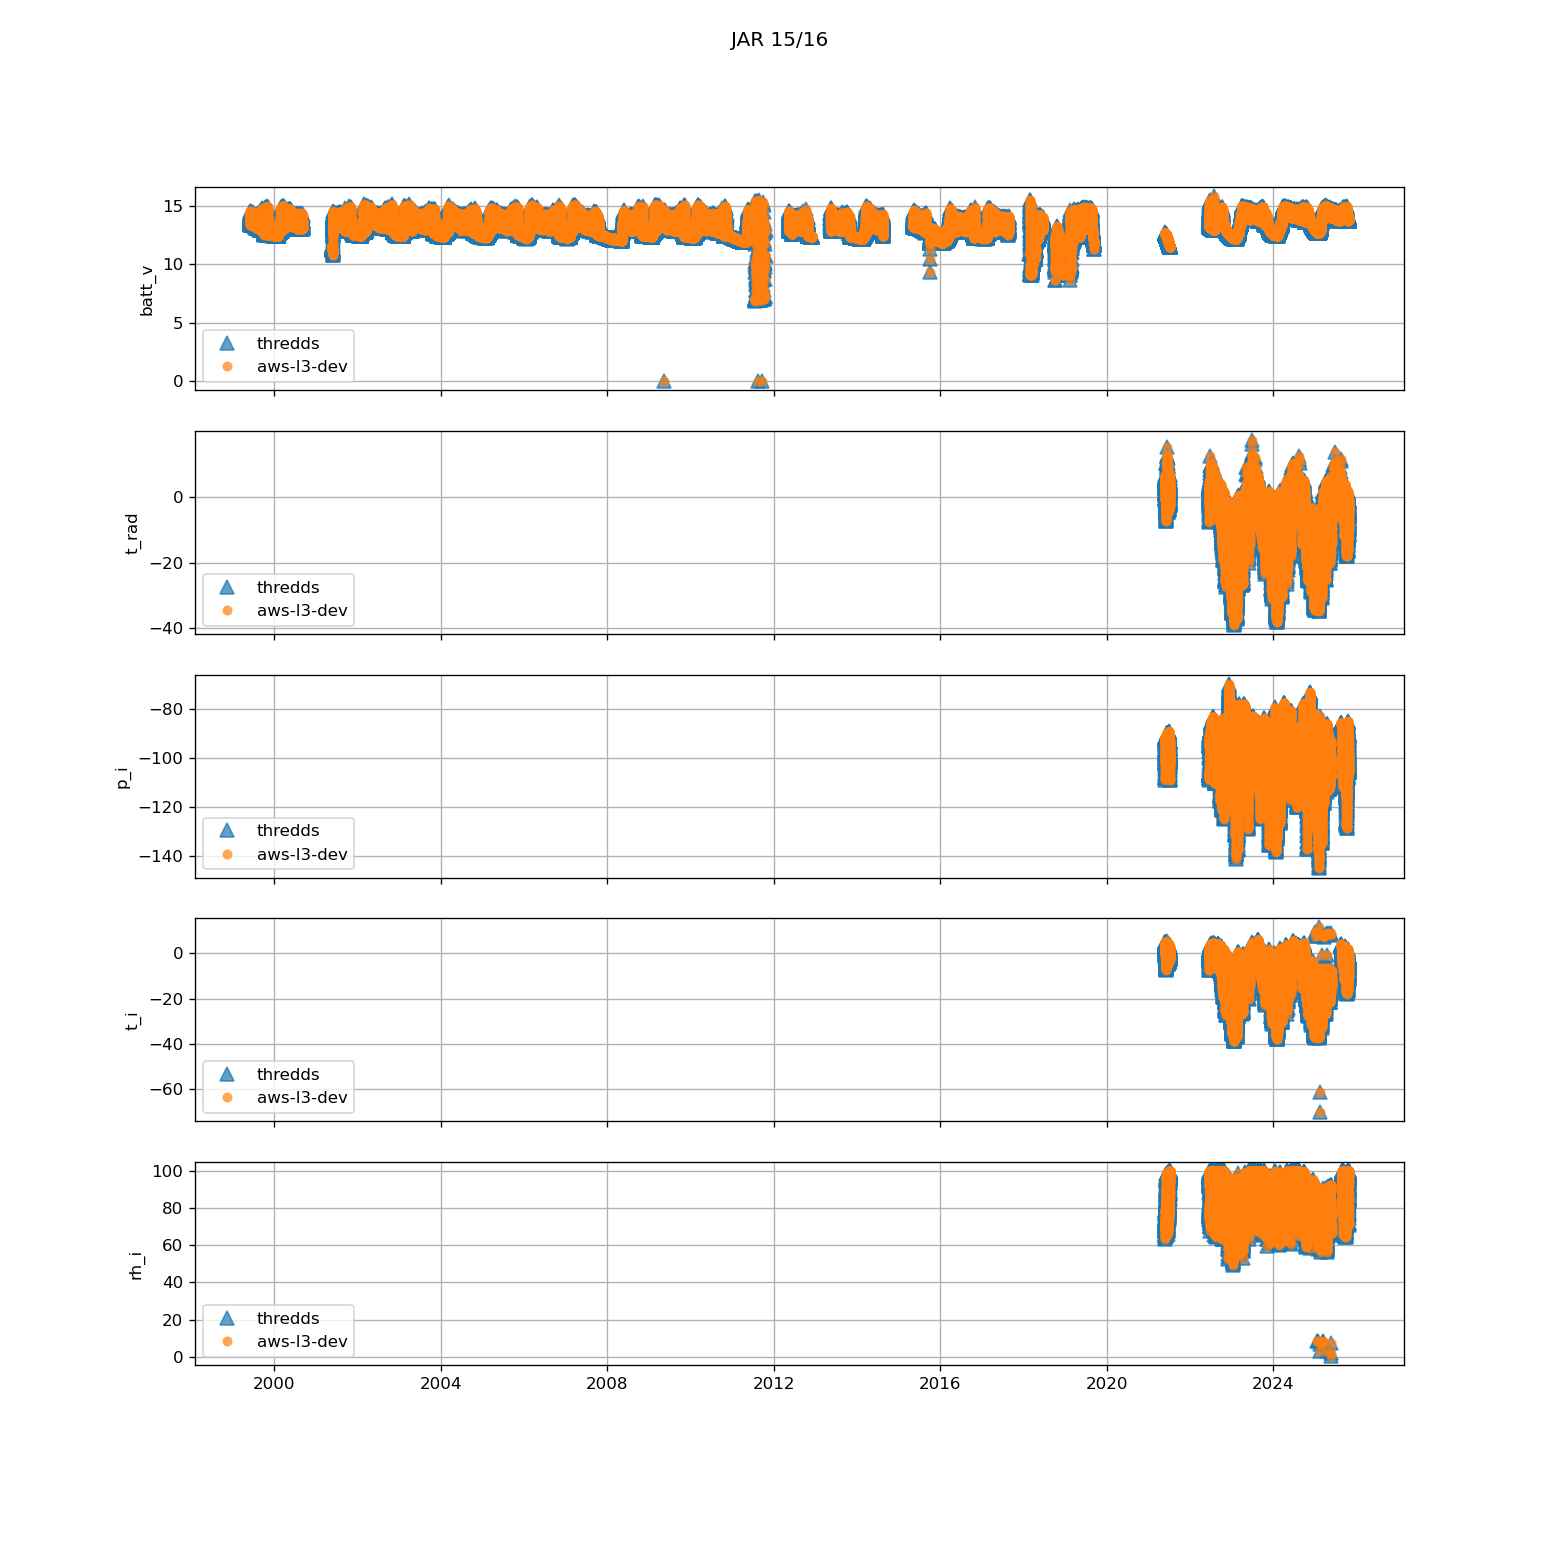 JAR 15/16
15
10
5
0
batt_v
thredds
aws-l3-dev
0
−20
−40
t_rad
thredds
aws-l3-dev
−80
−100
−120
−140
p_i
thredds
aws-l3-dev
0
−20
−40
−60
t_i
thredds
aws-l3-dev
100
80
60
40
20
0
rh_i
thredds
aws-l3-dev
2000 2004 2008 2012 2016 2020 2024